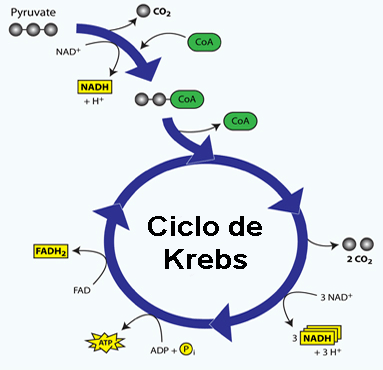 Pyruvate
CO₂
NAD⁺
CoA
NADH
+ H⁺
CoA
CoA
Ciclo de
Krebs
2 CO₂
3 NAD⁺
3 NADH
+ 3 H⁺
ADP + P i
ATP
FAD
FADH₂